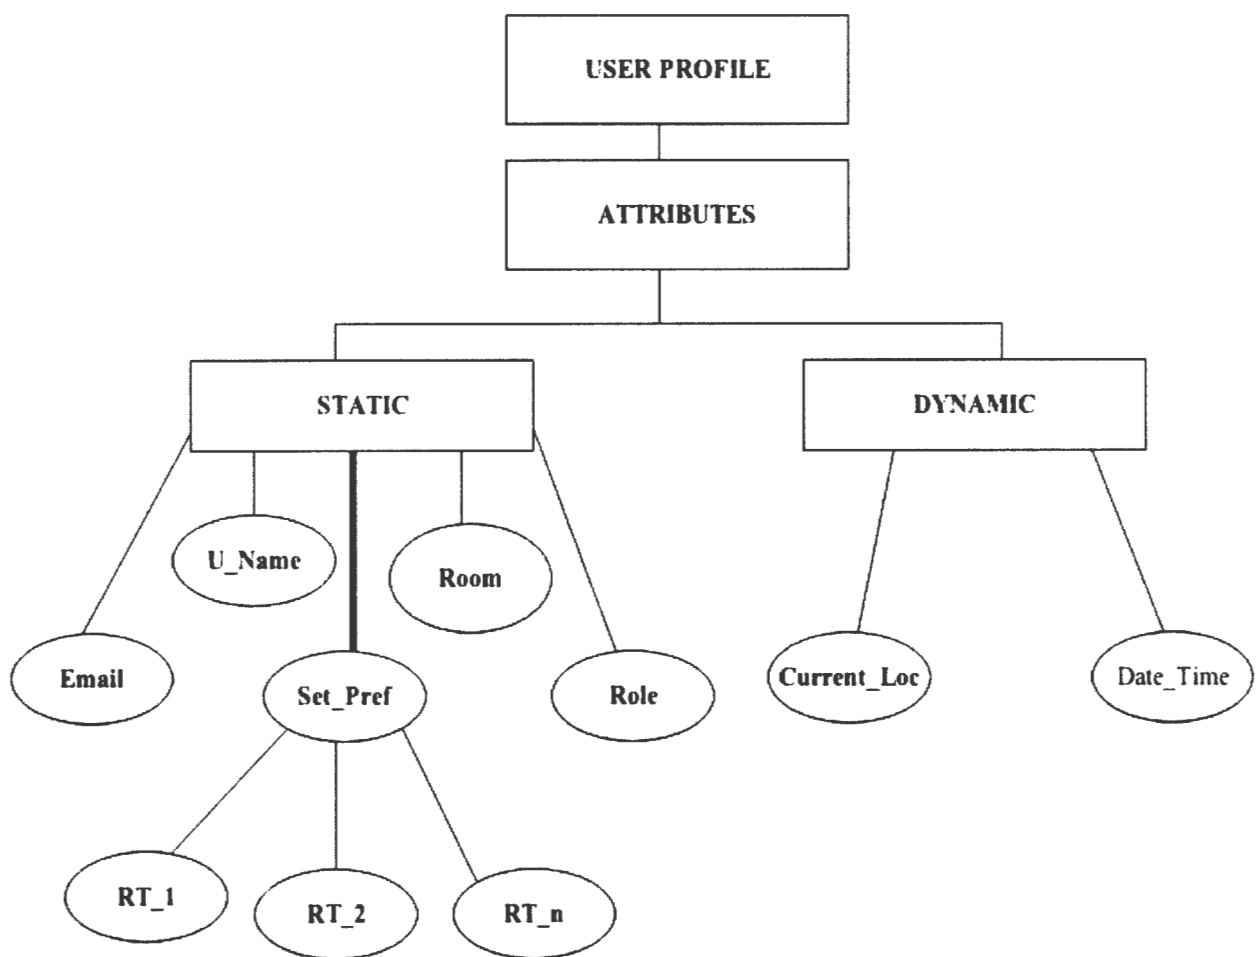 USER PROFILE
ATTRIBUTES
STATIC
DYNAMIC
U_Name
Room
Email
Set_Pref
Role
Current_Loc
Date_Time
RT_1
RT_2
RT_n